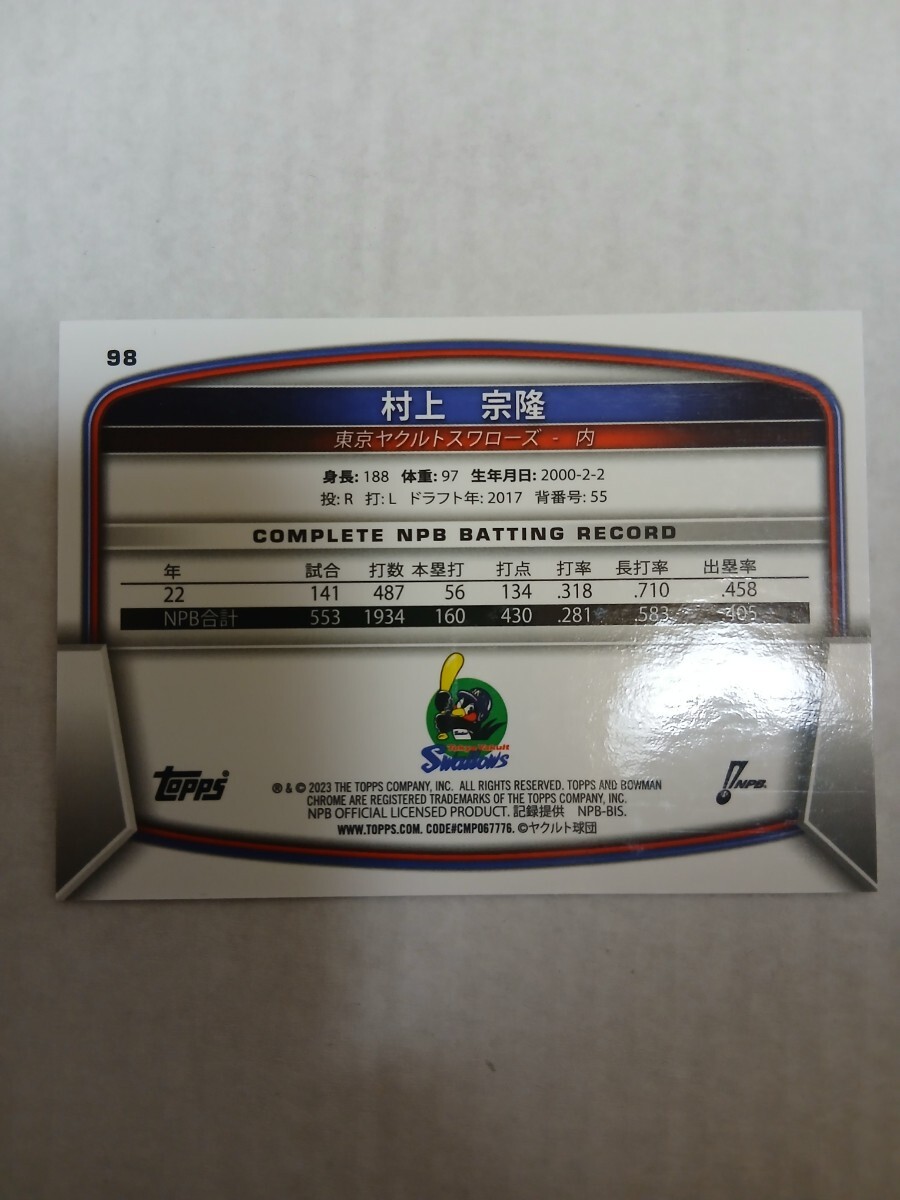 98
村上 宗隆
東京ヤクルトスワローズ - 内
身長: 188 体重: 97 生年月日: 2000-2-2
投: R 打: L ドラフト年: 2017 背番号: 55
COMPLETE NPB BATTING RECORD
年 試合 打数 本塁打 打点 打率 長打率 出塁率
22 141 487 56 134 .318 .710 .458
NPB合計 553 1934 160 430 .281 .583 .405
Tokyo Yakult
Swallows
topps
® & © 2023 THE TOPPS COMPANY, INC. ALL RIGHTS RESERVED. TOPPS AND BOWMAN
CHROME ARE REGISTERED TRADEMARKS OF THE TOPPS COMPANY, INC.
NPB OFFICIAL LICENSED PRODUCT. 記録提供 NPB-BIS.
WWW.TOPPS.COM. CODE#CMP067776. ©ヤクルト球団
NPB.